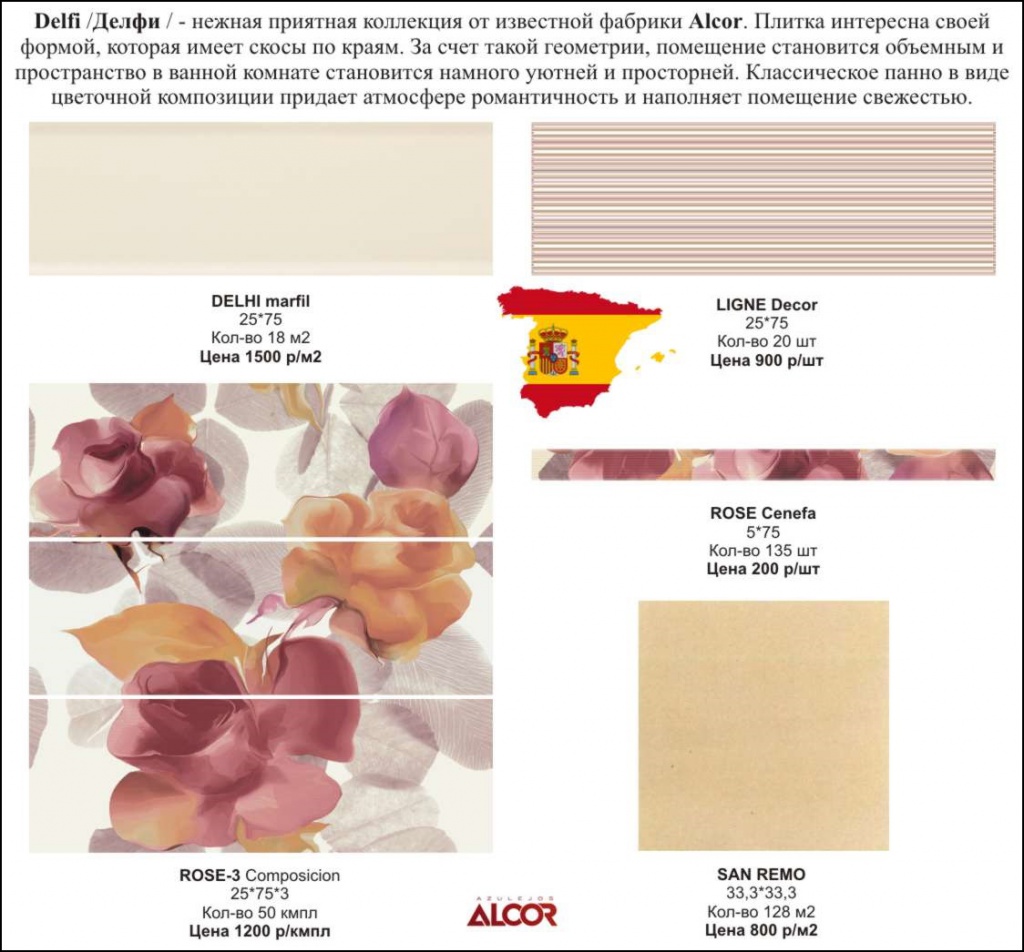 Delfi /Делфи / - нежная приятная коллекция от известной фабрики Alcor. Плитка интересна своей
формой, которая имеет скосы по краям. За счет такой геометрии, помещение становится объемным и
пространство в ванной комнате становится намного уютней и просторней. Классическое панно в виде
цветочной композиции придает атмосфере романтичность и наполняет помещение свежестью.
DELHI marfil
25*75
Кол-во 18 м2
Цена 1500 р/м2
LIGNE Decor
25*75
Кол-во 20 шт
Цена 900 р/шт
ROSE Cenefa
5*75
Кол-во 135 шт
Цена 200 р/шт
ROSE-3 Composicion
25*75*3
Кол-во 50 кмпл
Цена 1200 р/кмпл
AZULEJOS
ALCOR
SAN REMO
33,3*33,3
Кол-во 128 м2
Цена 800 р/м2